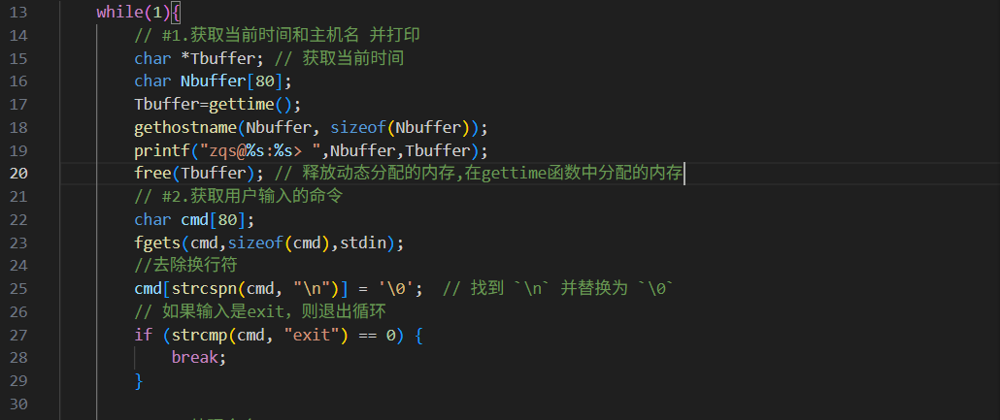 13 while(1){
14 // #1.获取当前时间和主机名 并打印
15 char *Tbuffer; // 获取当前时间
16 char Nbuffer[80];
17 Tbuffer=gettime();
18 gethostname(Nbuffer, sizeof(Nbuffer));
19 printf("zqs@%s:%s> ",Nbuffer,Tbuffer);
20 free(Tbuffer); // 释放动态分配的内存,在gettime函数中分配的内存
21 // #2.获取用户输入的命令
22 char cmd[80];
23 fgets(cmd,sizeof(cmd),stdin);
24 //去除换行符
25 cmd[strcspn(cmd, "\n")] = '\0';  // 找到 `\n` 并替换为 `\0`
26 // 如果输入是exit，则退出循环
27 if (strcmp(cmd, "exit") == 0) {
28 break;
29 }
30